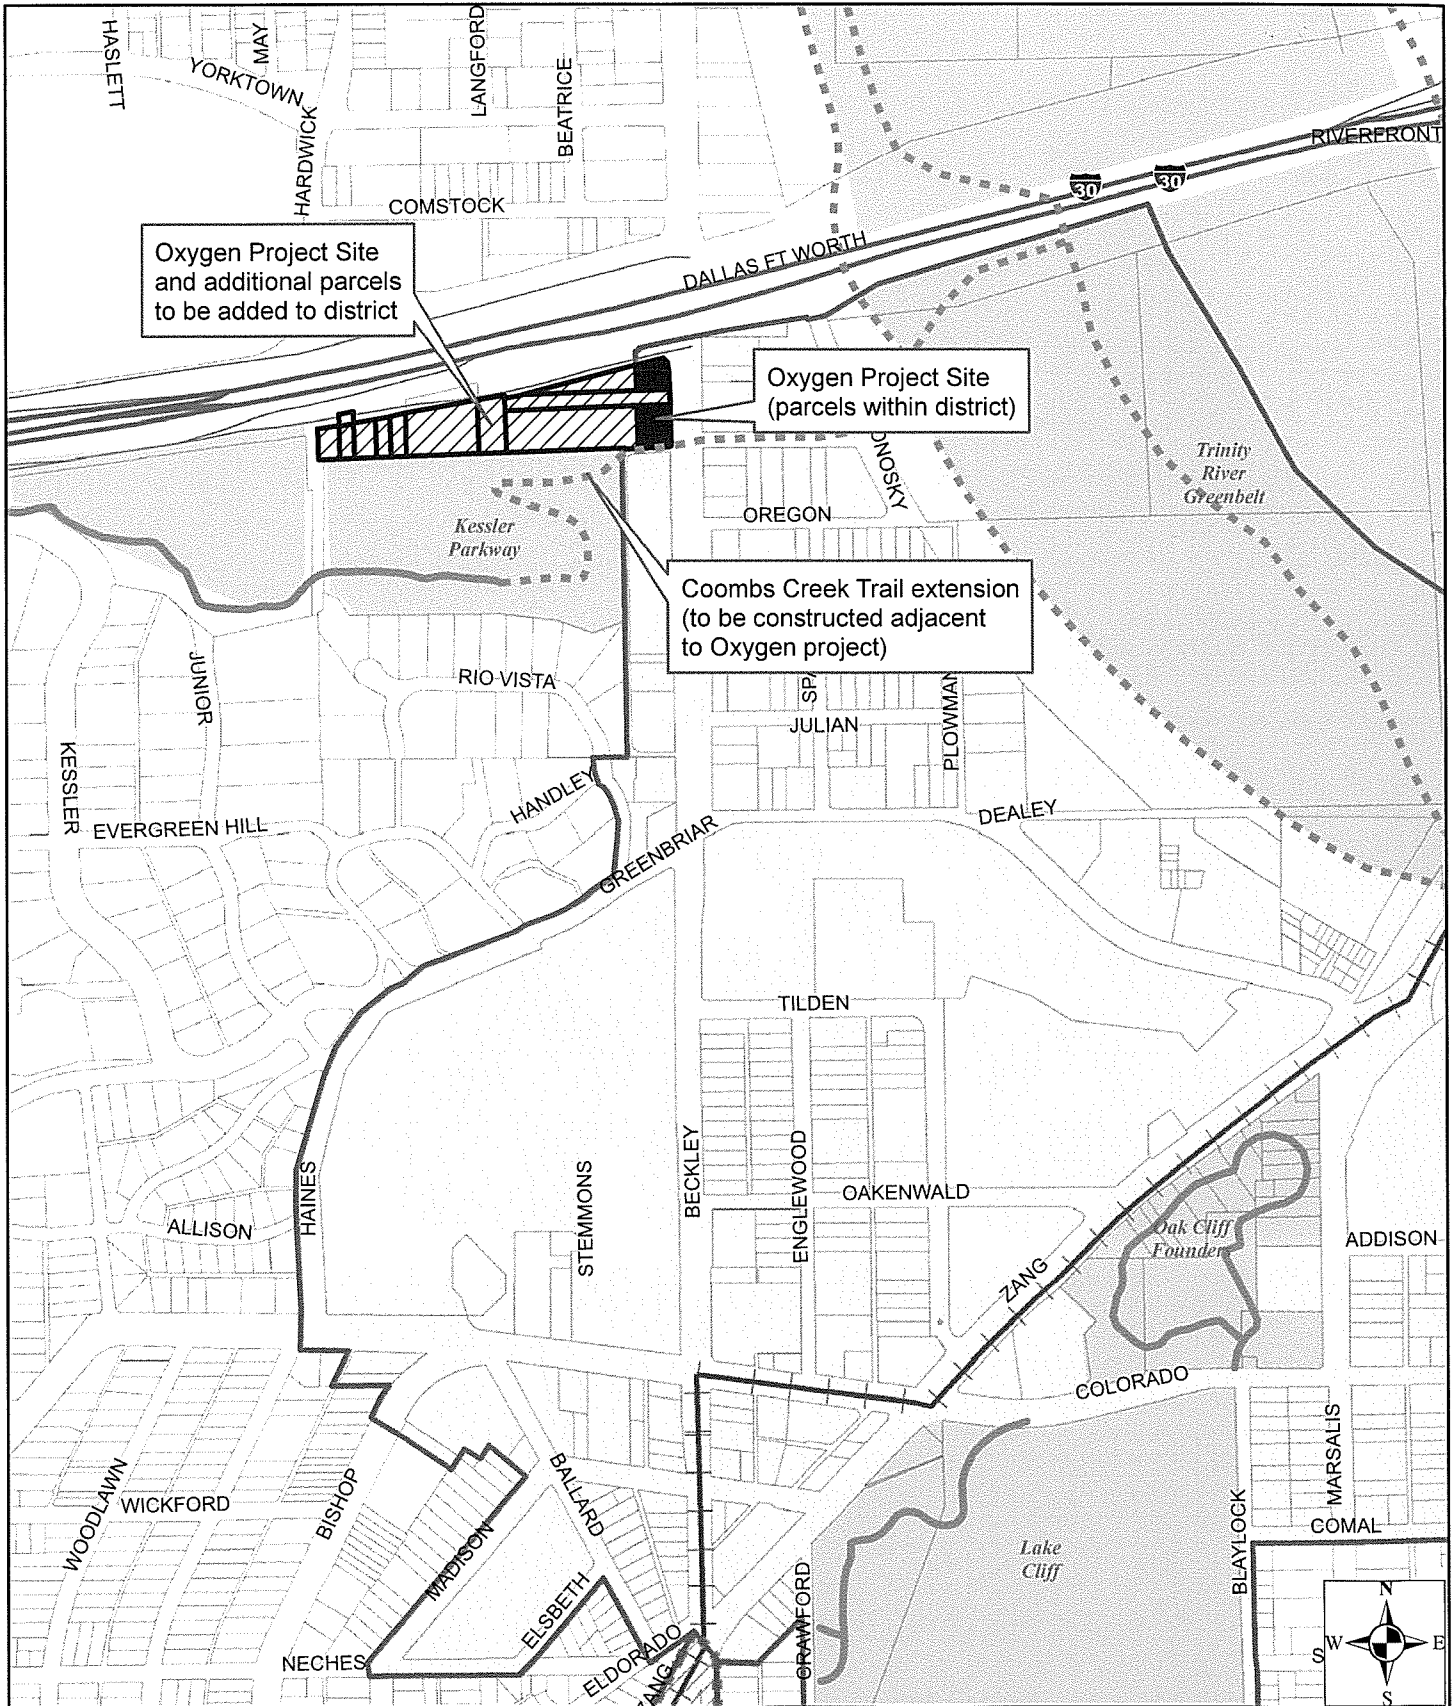 HASLETT
MAY
YORKTOWN
HARDWICK
LANGFORD
BEATRICE
COMSTOCK
RIVERFRONT
30
30
DALLAS FT WORTH
Oxygen Project Site
and additional parcels
to be added to district
Oxygen Project Site
(parcels within district)
ONOSKY
Trinity
River
Greenbelt
OREGON
Kessler
Parkway
Coombs Creek Trail extension
(to be constructed adjacent
to Oxygen project)
JUNIOR
RIO VISTA
SPA
JULIAN
PLOWMAN
KESSLER
HANDLEY
EVERGREEN HILL
GREENBRIAR
DEALEY
TILDEN
BECKLEY
ENGLEWOOD
OAKENWALD
HAINES
STEMMONS
ALLISON
Oak Cliff
Founders
ADDISON
ZANG
COLORADO
MARSALIS
WOODLAWN
WICKFORD
BISHOP
BALLARD
MADISON
BLAYLOCK
COMAL
Lake
Cliff
CRAWFORD
ELSBETH
NECHES
ELDORADO
ZANG
S
N
W
E
S